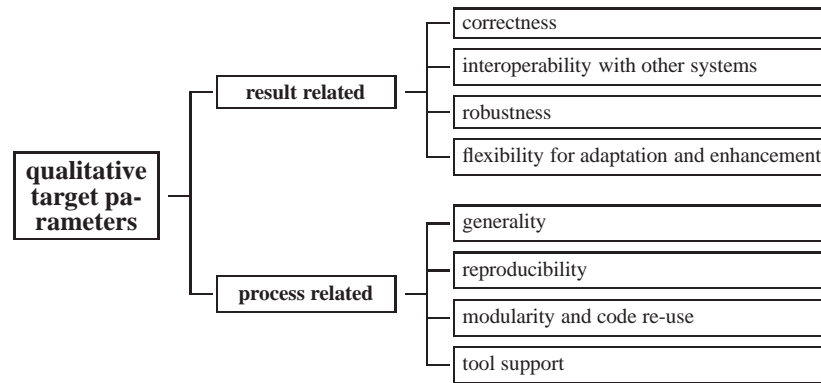 correctness
interoperability with other systems
result related
robustness
flexibility for adaptation and enhancement
qualitative
target pa-
rameters
generality
reproducibility
process related
modularity and code re-use
tool support